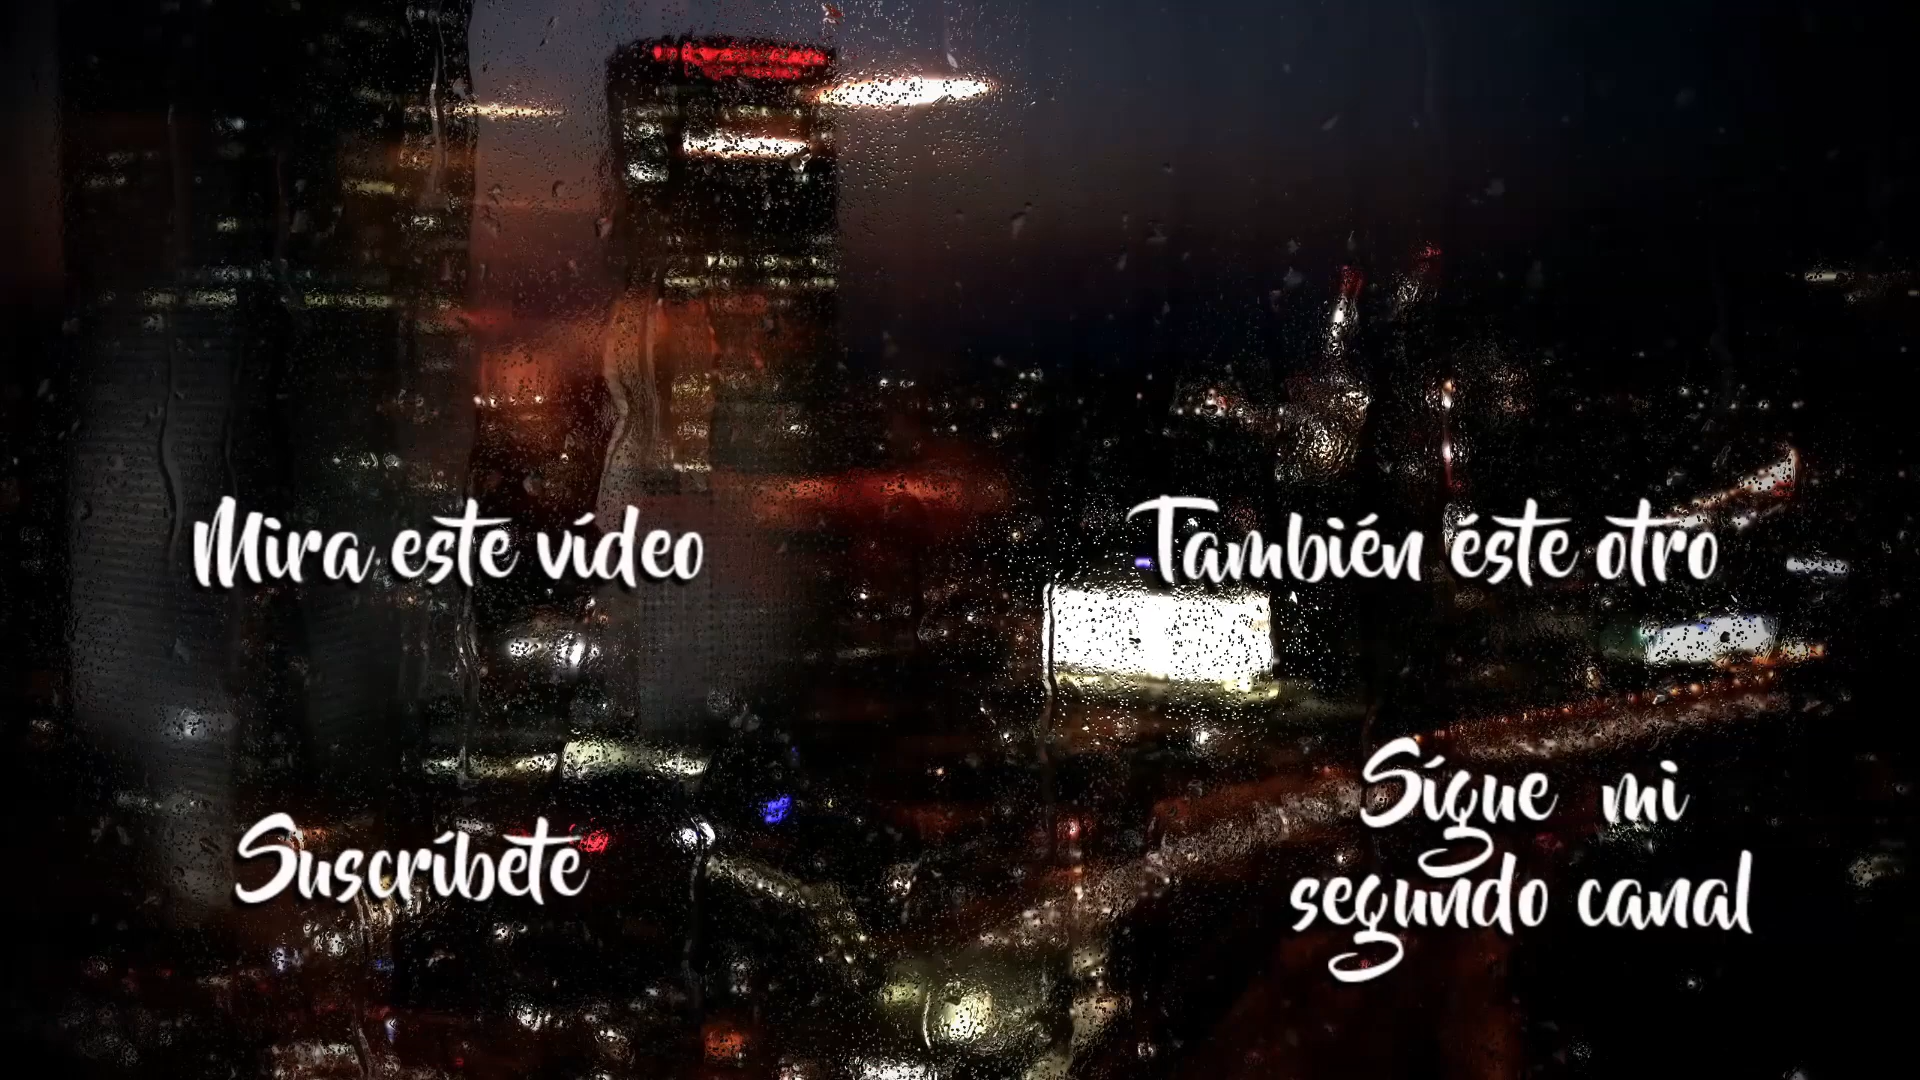 Mira este vídeo
También éste otro
Suscríbete
Sígue mi
segundo canal